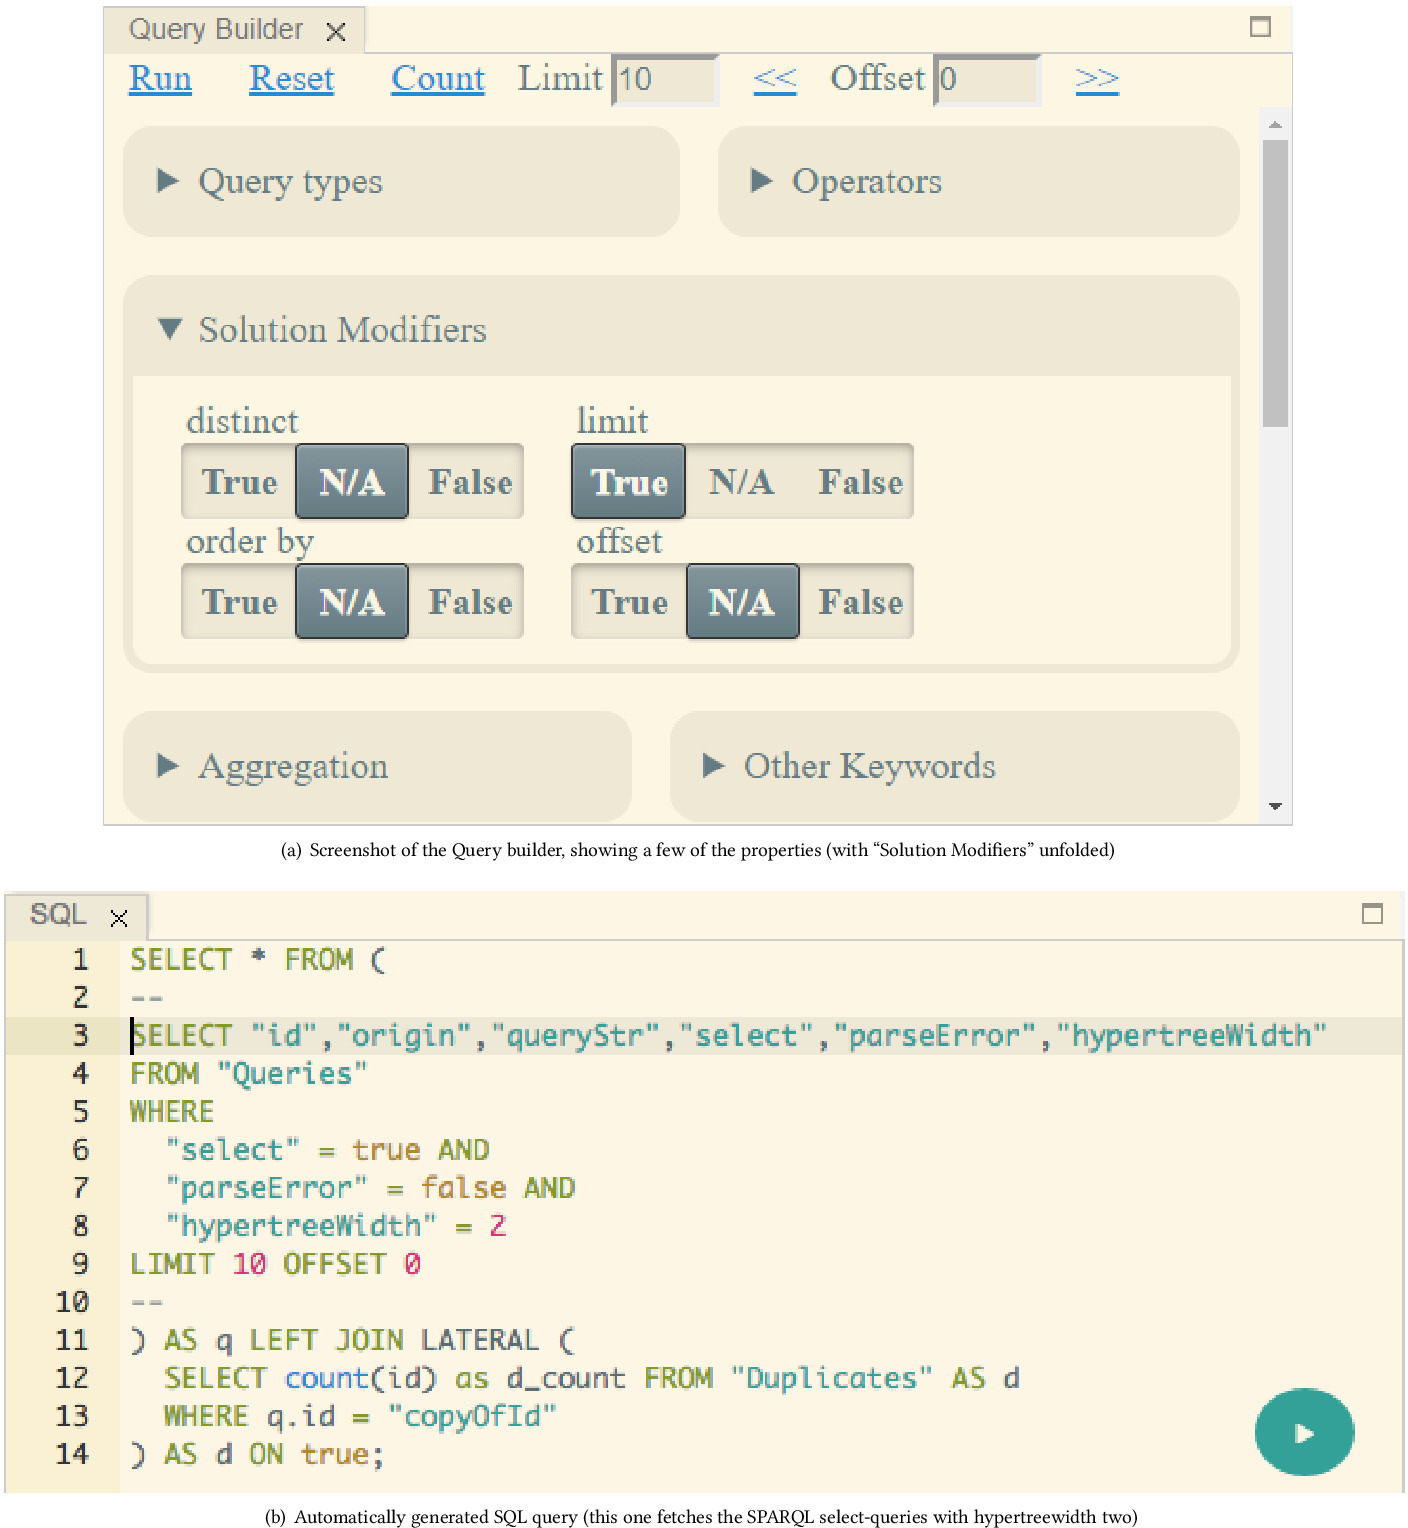 Query Builder
Run Reset Count Limit 10 << Offset 0 >>
Query types Operators
Solution Modifiers
distinct limit
True N/A False True N/A False
order by offset
True N/A False True N/A False
Aggregation Other Keywords
(a) Screenshot of the Query builder, showing a few of the properties (with “Solution Modifiers” unfolded)
SQL
1 SELECT * FROM (
2 --
3 SELECT "id","origin","queryStr","select","parseError","hypertreeWidth"
4 FROM "Queries"
5 WHERE
6 "select" = true AND
7 "parseError" = false AND
8 "hypertreeWidth" = 2
9 LIMIT 10 OFFSET 0
10 --
11 ) AS q LEFT JOIN LATERAL (
12 SELECT count(id) as d_count FROM "Duplicates" AS d
13 WHERE q.id = "copyOfId"
14 ) AS d ON true;
(b) Automatically generated SQL query (this one fetches the SPARQL select-queries with hypertreewidth two)